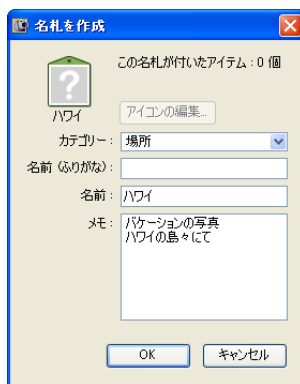 名札を作成
この名札が付いたアイテム : 0 個
?
ハワイ
アイコンの編集...
カテゴリー : 場所
名前 (ふりがな) :
名前 : ハワイ
メモ : バケーションの写真
ハワイの島々にて
OK キャンセル